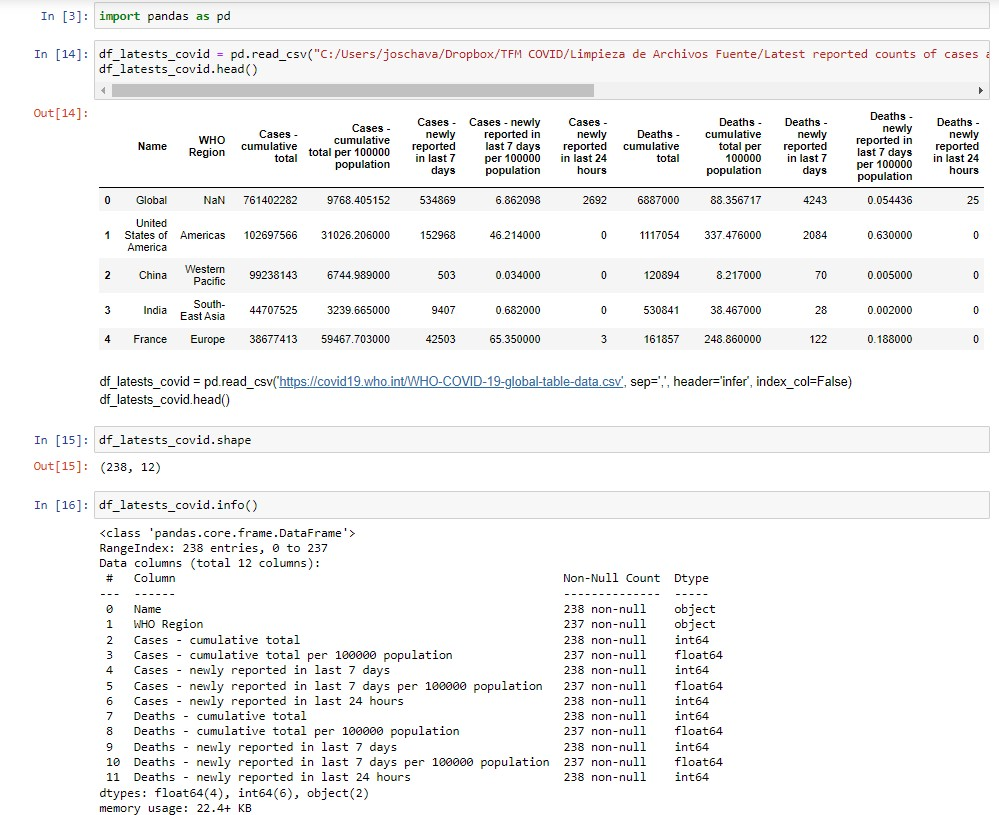 In [3]: import pandas as pd
In [14]: df_latests_covid = pd.read_csv("C:/Users/joschava/Dropbox/TFM COVID/Limpieza de Archivos Fuente/Latest reported counts of cases
df_latests_covid.head()
Out[14]:
Name WHO Region Cases - cumulative total Cases - cumulative total per 100000 population Cases - newly reported in last 7 days Cases - newly reported in last 7 days per 100000 population Cases - newly reported in last 24 hours Deaths - cumulative total Deaths - cumulative total per 100000 population Deaths - newly reported in last 7 days Deaths - newly reported in last 7 days per 100000 population Deaths - newly reported in last 24 hours
0 Global NaN 761402282 9768.405152 534869 6.862098 2692 6887000 88.356717 4243 0.054436 25
1 United States of America Americas 102697566 31026.206000 152968 46.214000 0 1117054 337.476000 2084 0.630000 0
2 China Western Pacific 99238143 6744.989000 503 0.034000 0 120894 8.217000 70 0.005000 0
3 India South-East Asia 44707525 3239.665000 9407 0.682000 0 530841 38.467000 28 0.002000 0
4 France Europe 38677413 59467.703000 42503 65.350000 3 161857 248.860000 122 0.188000 0
df_latests_covid = pd.read_csv('https://covid19.who.int/WHO-COVID-19-global-table-data.csv', sep=',', header='infer', index_col=False)
df_latests_covid.head()
In [15]: df_latests_covid.shape
Out[15]: (238, 12)
In [16]: df_latests_covid.info()
<class 'pandas.core.frame.DataFrame'>
RangeIndex: 238 entries, 0 to 237
Data columns (total 12 columns):
# Column Non-Null Count Dtype
--- ------ -------------- -----
0 Name 238 non-null object
1 WHO Region 237 non-null object
2 Cases - cumulative total 238 non-null int64
3 Cases - cumulative total per 100000 population 237 non-null float64
4 Cases - newly reported in last 7 days 238 non-null int64
5 Cases - newly reported in last 7 days per 100000 population 237 non-null float64
6 Cases - newly reported in last 24 hours 238 non-null int64
7 Deaths - cumulative total 238 non-null int64
8 Deaths - cumulative total per 100000 population 237 non-null float64
9 Deaths - newly reported in last 7 days 238 non-null int64
10 Deaths - newly reported in last 7 days per 100000 population 237 non-null float64
11 Deaths - newly reported in last 24 hours 238 non-null int64
dtypes: float64(4), int64(6), object(2)
memory usage: 22.4+ KB